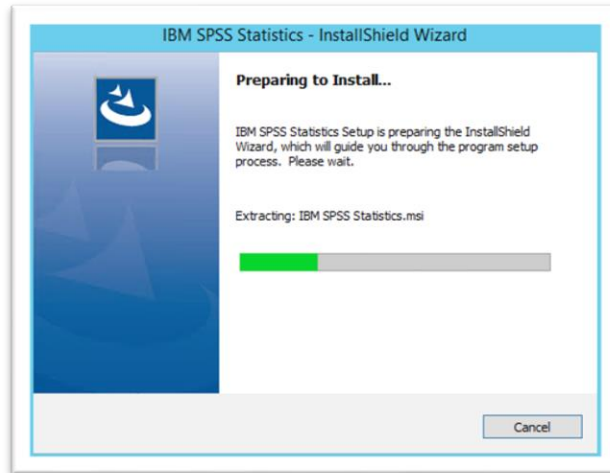 IBM SPSS Statistics - InstallShield Wizard
Preparing to Install...
IBM SPSS Statistics Setup is preparing the InstallShield
Wizard, which will guide you through the program setup
process. Please wait.
Extracting: IBM SPSS Statistics.msi
Cancel